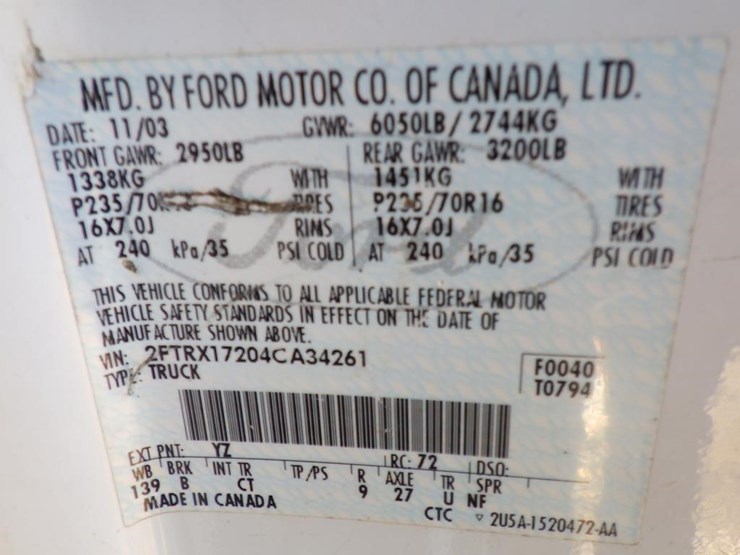 MFD. BY FORD MOTOR CO. OF CANADA, LTD.
DATE: 11/03 GVWR: 6050LB / 2744KG
FRONT GAWR: 2950LB REAR GAWR: 3200LB
1338KG WITH 1451KG WITH
P235/70 TIRES P235/70R16 TIRES
16X7.0J RIMS 16X7.0J RIMS
AT 240 kPa/35 PSI COLD AT 240 kPa/35 PSI COLD
Ford
THIS VEHICLE CONFORMS TO ALL APPLICABLE FEDERAL MOTOR
VEHICLE SAFETY STANDARDS IN EFFECT ON THE DATE OF
MANUFACTURE SHOWN ABOVE.
VIN: 2FTRX17204CA34261
TYPE: TRUCK
F0040
T0794
EXT PNT: YZ RC: 72 DSO:
WB BRK INT TR TP/PS R AXLE TR SPR
139 B CT 9 27 U NF
MADE IN CANADA
CTC ▽ 2U5A-1520472-AA